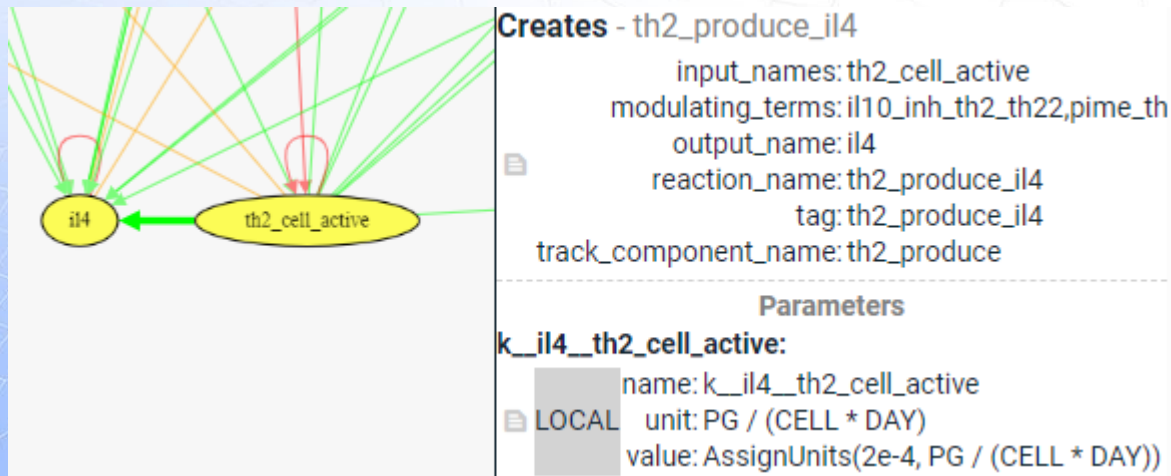 il4
th2_cell_active
Creates - th2_produce_il4
input_names: th2_cell_active
modulating_terms: il10_inh_th2_th22,pime_th
output_name: il4
reaction_name: th2_produce_il4
tag: th2_produce_il4
track_component_name: th2_produce
Parameters
k__il4__th2_cell_active:
name: k__il4__th2_cell_active
LOCAL unit: PG / (CELL * DAY)
value: AssignUnits(2e-4, PG / (CELL * DAY))